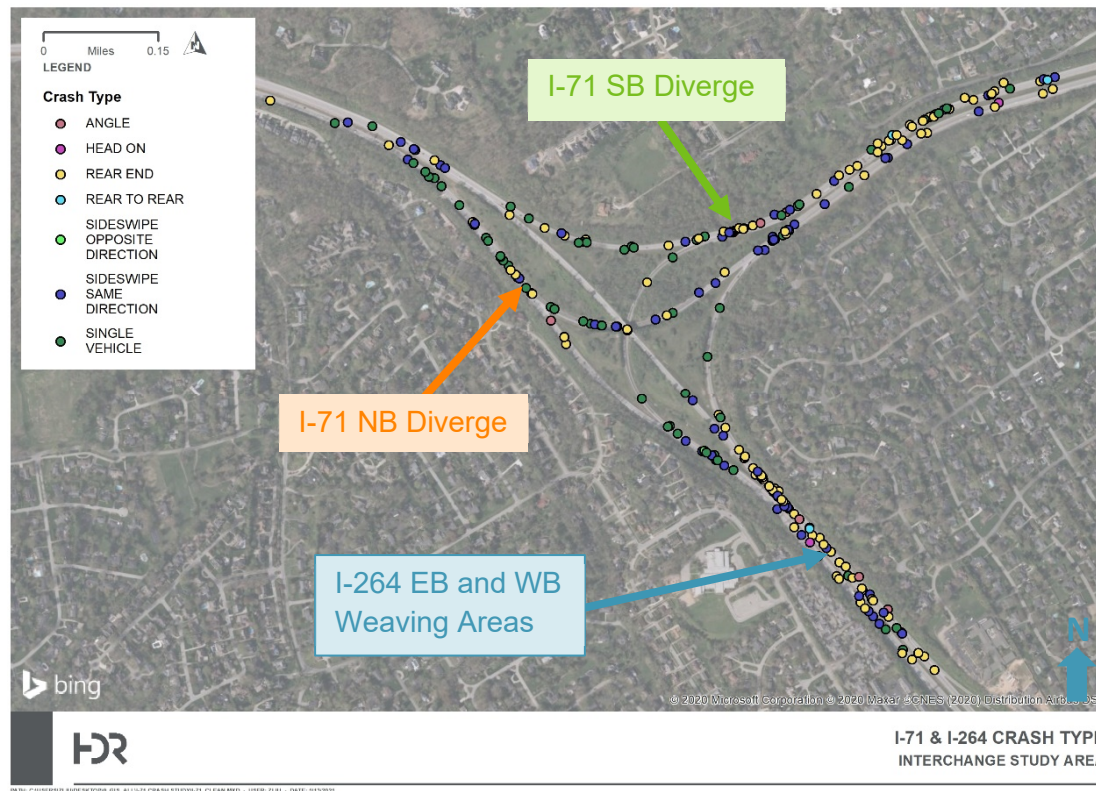 0 Miles 0.15
N
LEGEND
Crash Type
ANGLE
HEAD ON
REAR END
REAR TO REAR
SIDESWIPE
OPPOSITE
DIRECTION
SIDESWIPE
SAME
DIRECTION
SINGLE
VEHICLE
I-71 SB Diverge
I-71 NB Diverge
I-264 EB and WB
Weaving Areas
N
bing
© 2020 Microsoft Corporation © 2020 Maxar ©CNES (2020) Distribution Airbus DS
HDR
I-71 & I-264 CRASH TYPE
INTERCHANGE STUDY AREA